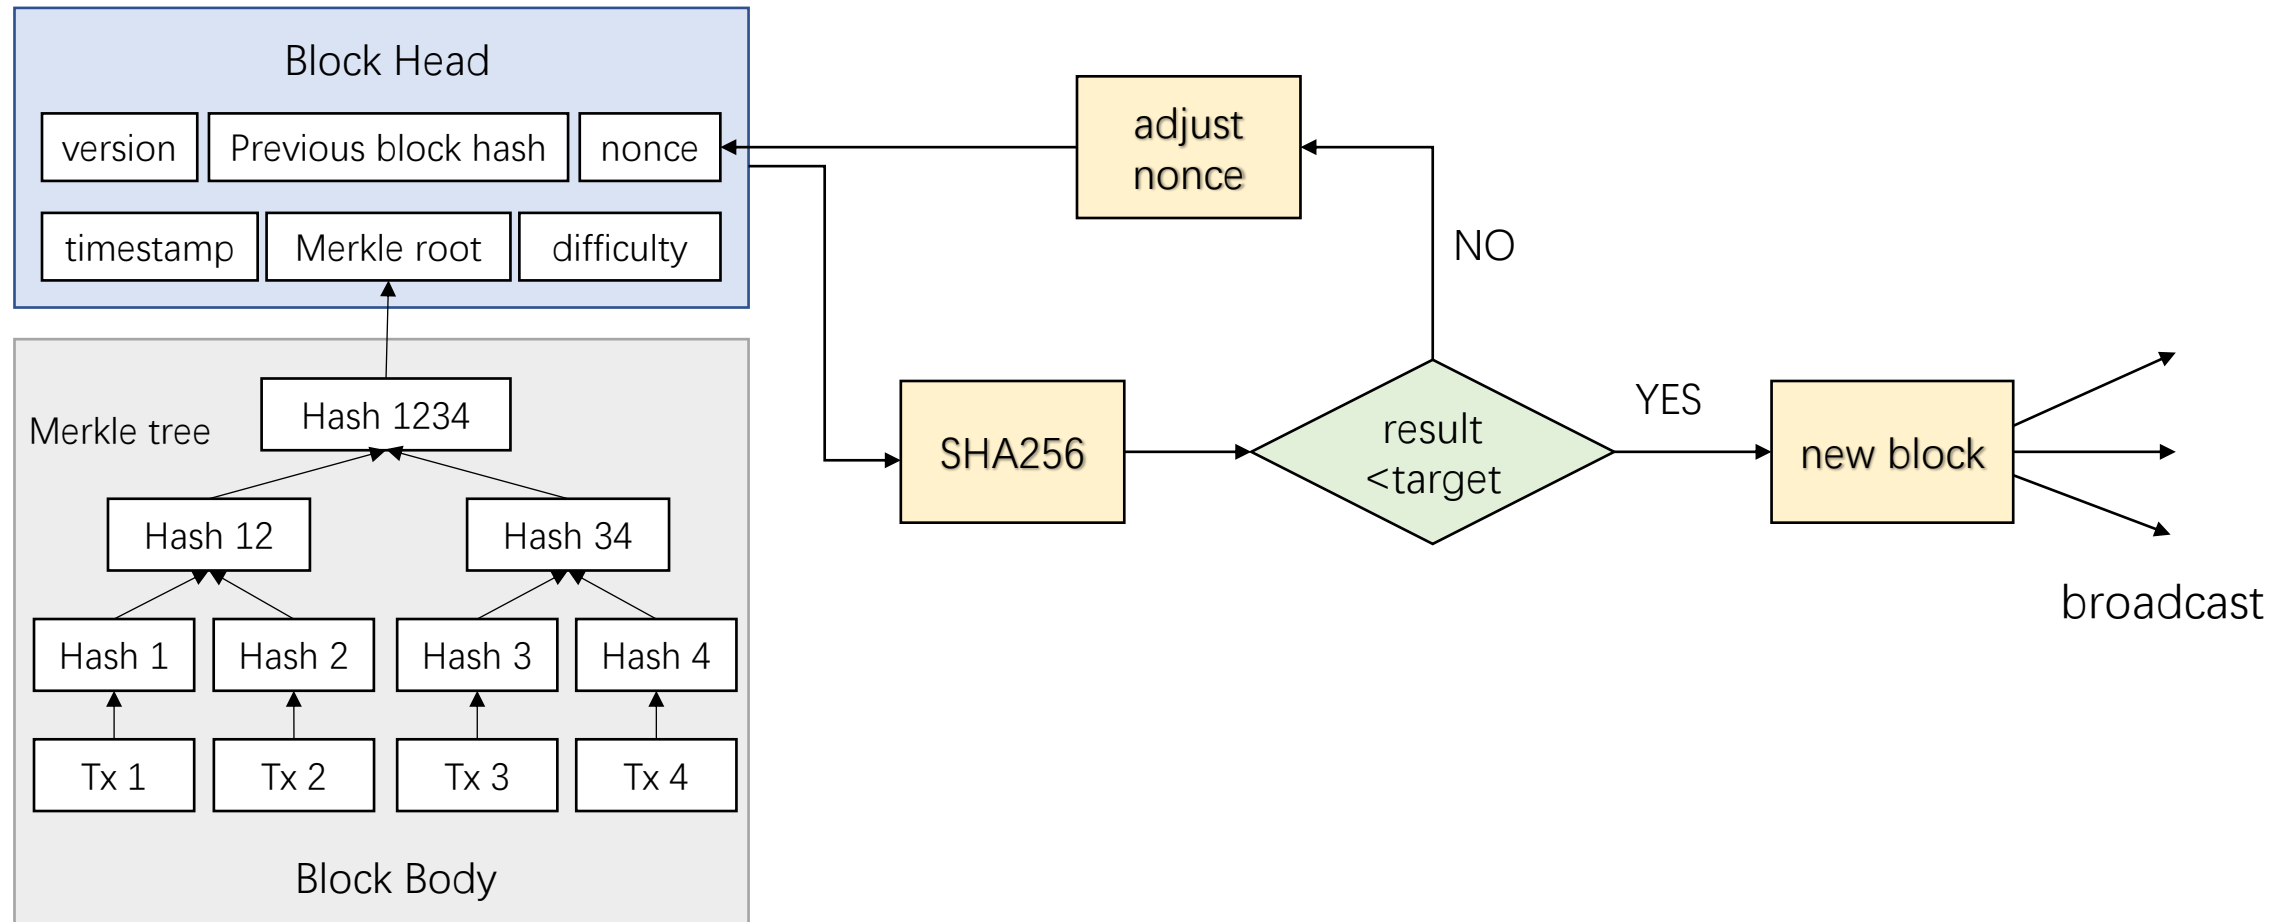 Block Head
version
Previous block hash
nonce
timestamp
Merkle root
difficulty
Merkle tree
Hash 1234
Hash 12
Hash 34
Hash 1
Hash 2
Hash 3
Hash 4
Tx 1
Tx 2
Tx 3
Tx 4
Block Body
adjust
nonce
NO
SHA256
result
<target
YES
new block
broadcast